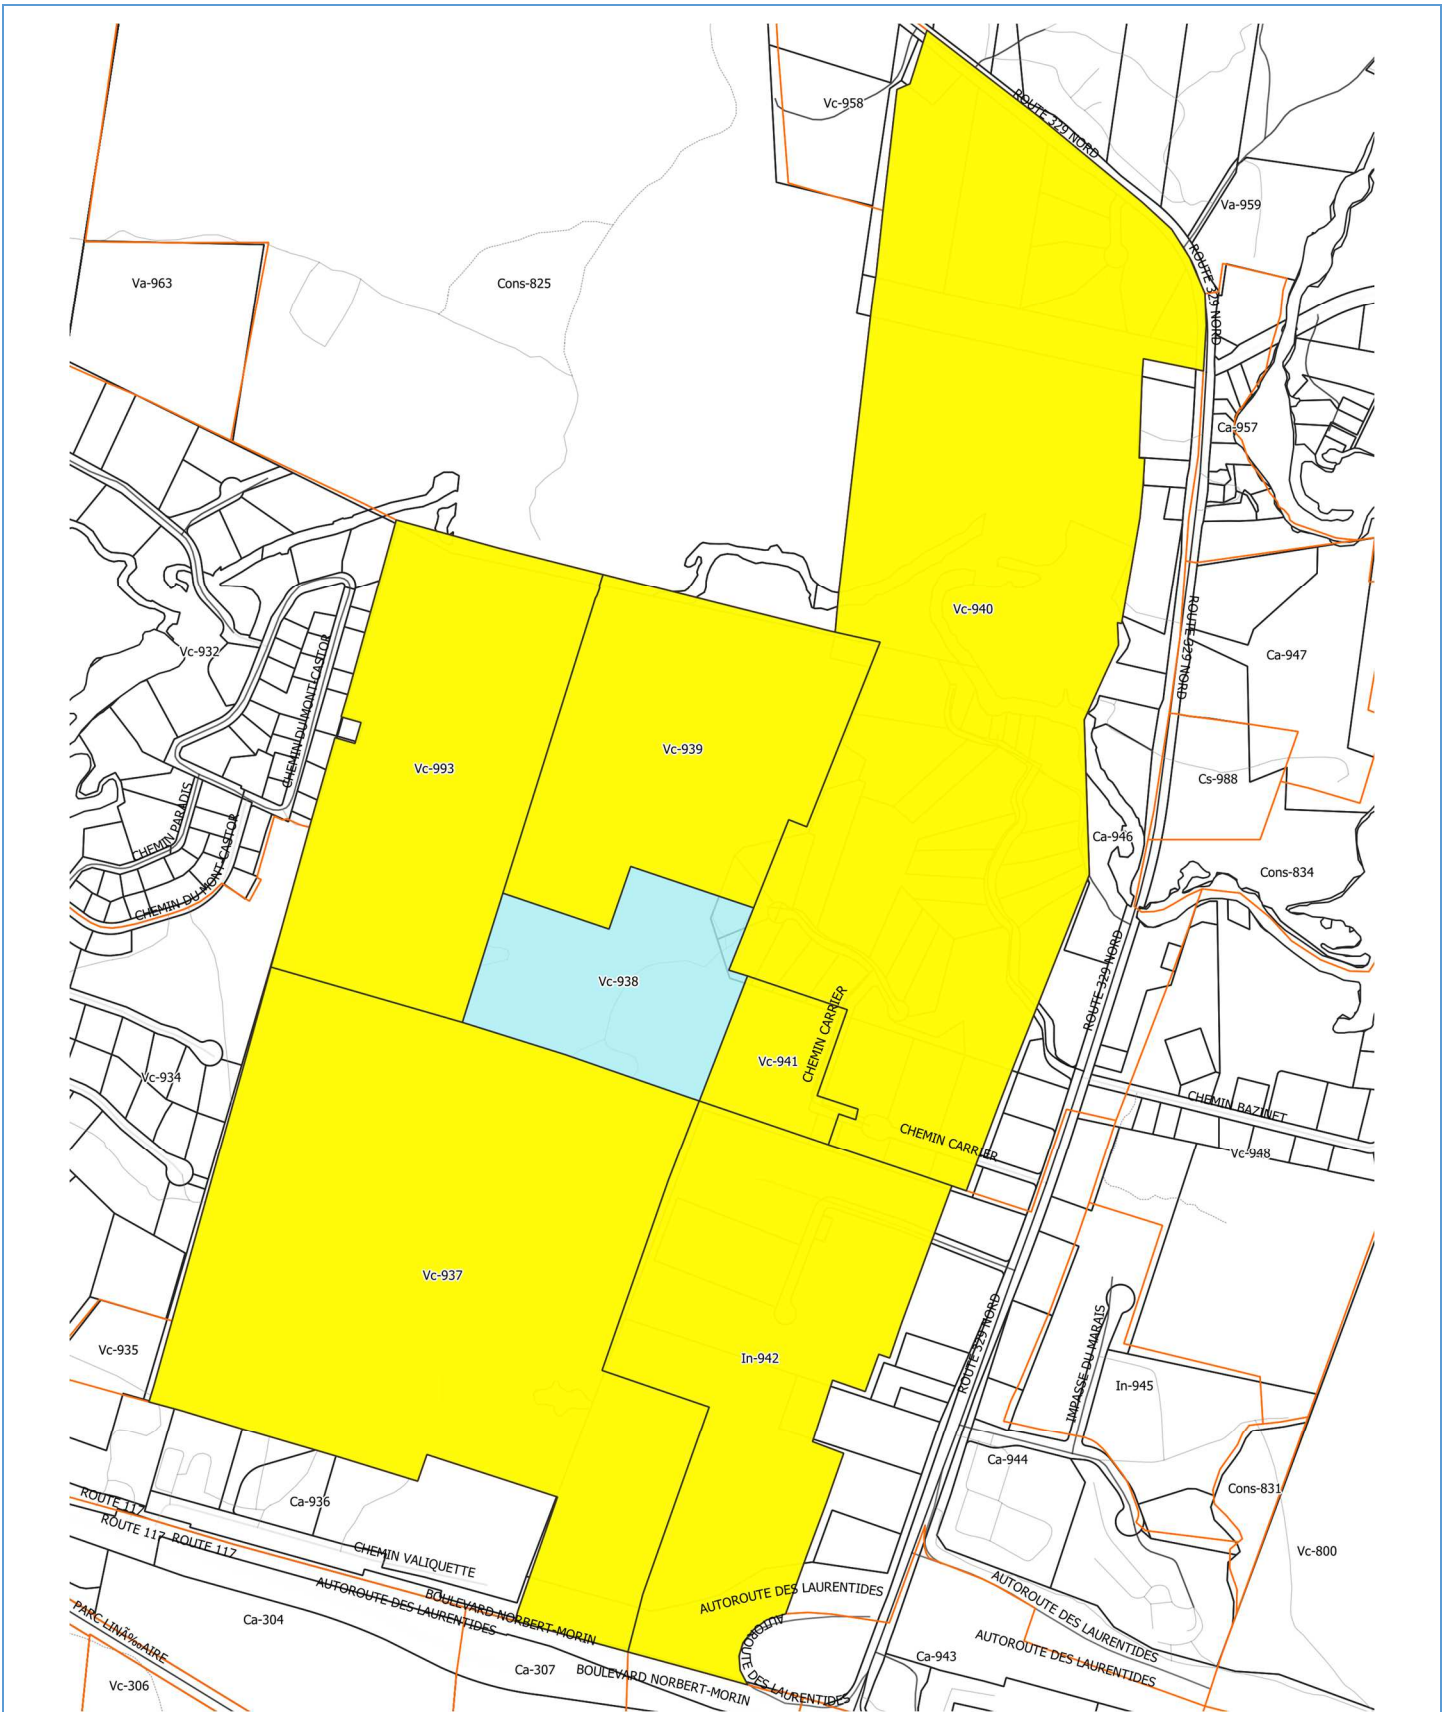 Vc-958
ROUTE 329 NORD
Va-959
Va-963
Cons-825
ROUTE 329 NORD
Ca-957
Vc-940
ROUTE 329 NORD
Vc-932
Ca-947
CHEMIN DU MONT-CASTOR
Vc-939
Vc-993
Cs-988
CHEMIN PARADIS
Ca-946
CHEMIN DU MONT-CASTOR
Cons-834
Vc-938
ROUTE 329 NORD
CHEMIN CARRIER
Vc-941
Vc-934
CHEMIN BAZINET
CHEMIN CARRIER
Vc-948
Vc-937
ROUTE 329 NORD
Vc-935
In-942
IMPASSE DU MARAIS
In-945
Ca-944
Cons-831
ROUTE 117
Ca-936
ROUTE 117
ROUTE 117
Vc-800
CHEMIN VALIQUETTE
AUTOROUTE DES LAURENTIDES
BOULEVARD NORBERT-MORIN
AUTOROUTE DES LAURENTIDES
AUTOROUTE DES LAURENTIDES
PARC LINÃ‰AIRE
Ca-304
AUTOROUTE DES LAURENTIDES
AUTOROUTE DES LAURENTIDES
Ca-943
Ca-307
BOULEVARD NORBERT-MORIN
Vc-306